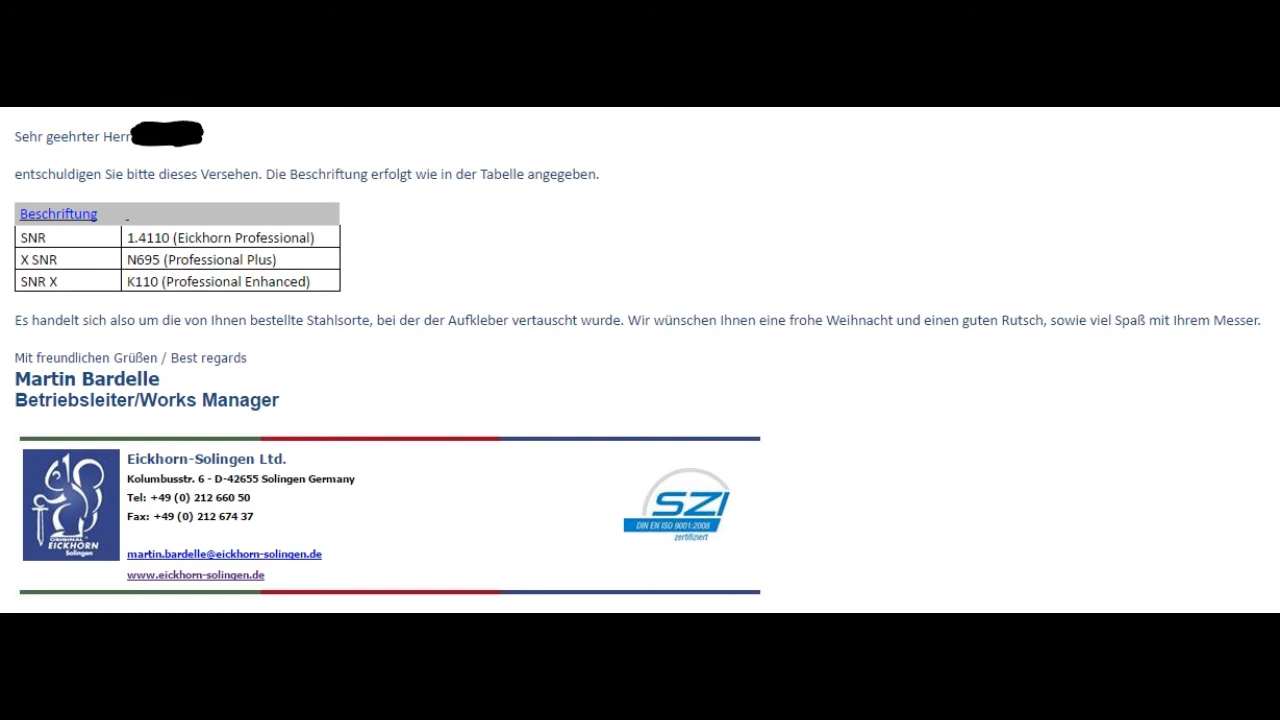 Sehr geehrter Herr
entschuldigen Sie bitte dieses Versehen. Die Beschriftung erfolgt wie in der Tabelle angegeben.
Beschriftung
SNR 1.4110 (Eickhorn Professional)
X SNR N695 (Professional Plus)
SNR X K110 (Professional Enhanced)
Es handelt sich also um die von Ihnen bestellte Stahlsorte, bei der der Aufkleber vertauscht wurde. Wir wünschen Ihnen eine frohe Weihnacht und einen guten Rutsch, sowie viel Spaß mit Ihrem Messer.
Mit freundlichen Grüßen / Best regards
Martin Bardelle
Betriebsleiter/Works Manager
Eickhorn-Solingen Ltd.
Kolumbusstr. 6 - D-42655 Solingen Germany
Tel: +49 (0) 212 660 50
Fax: +49 (0) 212 674 37
martin.bardelle@eickhorn-solingen.de
www.eickhorn-solingen.de
ORIGINAL
EICKHORN
Solingen
SZI
DIN EN ISO 9001:2008
zertifiziert